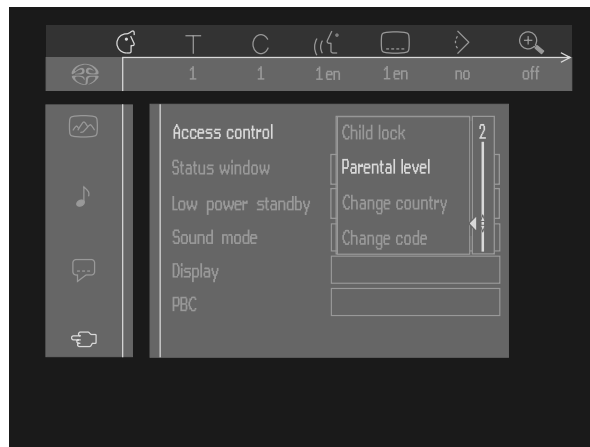 T C
1 1 1en 1en no off
Access control Child lock 2
Status window Parental level
Low power standby Change country
Sound mode Change code
Display
PBC